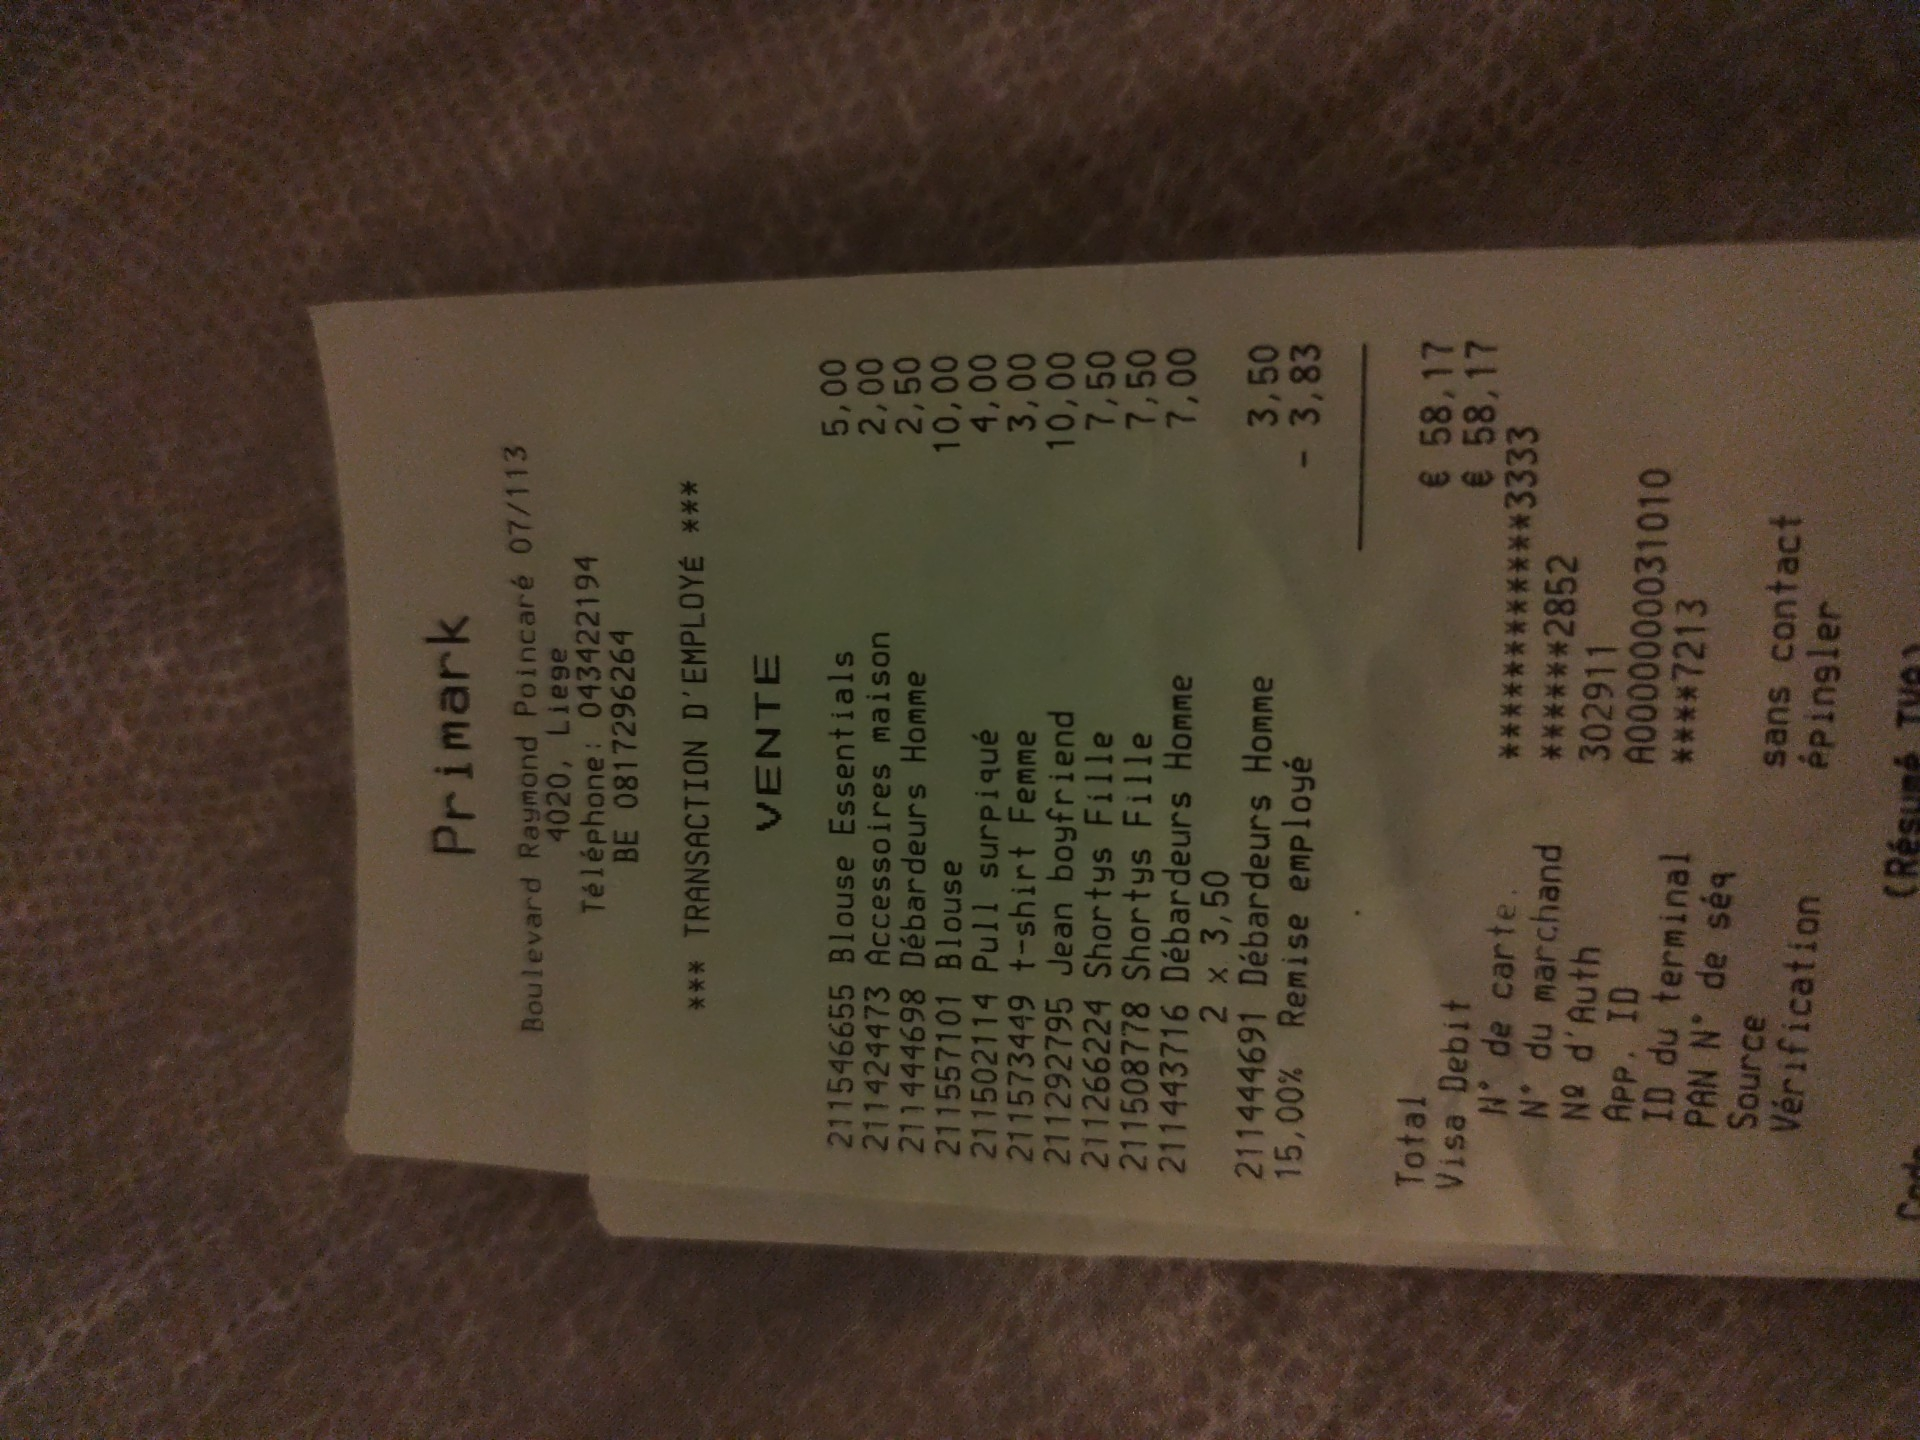 Primark
Boulevard Raymond Poincaré 07/113
4020, Liege
Téléphone: 043422194
BE 0817296264
*** TRANSACTION D'EMPLOYÉ ***
VENTE
211546655 Blouse Essentials 5,00
211424473 Accessoires maison 2,00
211444698 Débardeurs Homme 2,50
211557101 Blouse 10,00
211502114 Pull surpiqué 4,00
211573449 t-shirt Femme 3,00
211292795 Jean boyfriend 10,00
211266224 Shortys Fille 7,50
211508778 Shortys Fille 7,50
211443716 Débardeurs Homme 7,00
2 x 3,50
211444691 Débardeurs Homme 3,50
15,00% Remise employé - 3,83
Total € 58,17
Visa Debit € 58,17
N° de carte. ***************3333
N° du marchand ******2852
Nº d'Auth 302911
App. ID A0000000031010
ID du terminal ****7213
PAN N° de séq
Source sans contact
Vérification épingler
(Résumé TVA)
Code